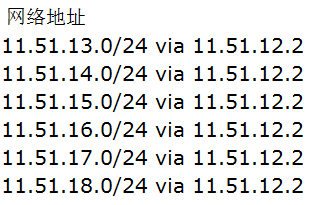 网络地址
11.51.13.0/24 via 11.51.12.2
11.51.14.0/24 via 11.51.12.2
11.51.15.0/24 via 11.51.12.2
11.51.16.0/24 via 11.51.12.2
11.51.17.0/24 via 11.51.12.2
11.51.18.0/24 via 11.51.12.2